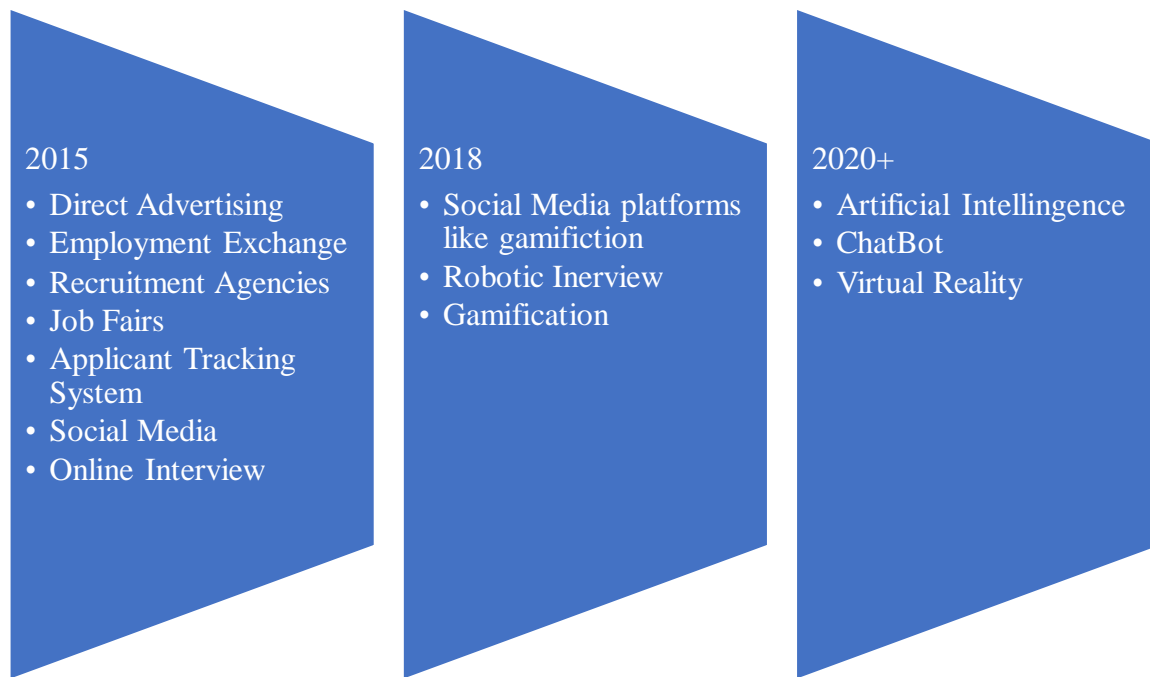 2015
• Direct Advertising
• Employment Exchange
• Recruitment Agencies
• Job Fairs
• Applicant Tracking
System
• Social Media
• Online Interview
2018
• Social Media platforms
like gamifiction
• Robotic Inerview
• Gamification
2020+
• Artificial Intellingence
• ChatBot
• Virtual Reality